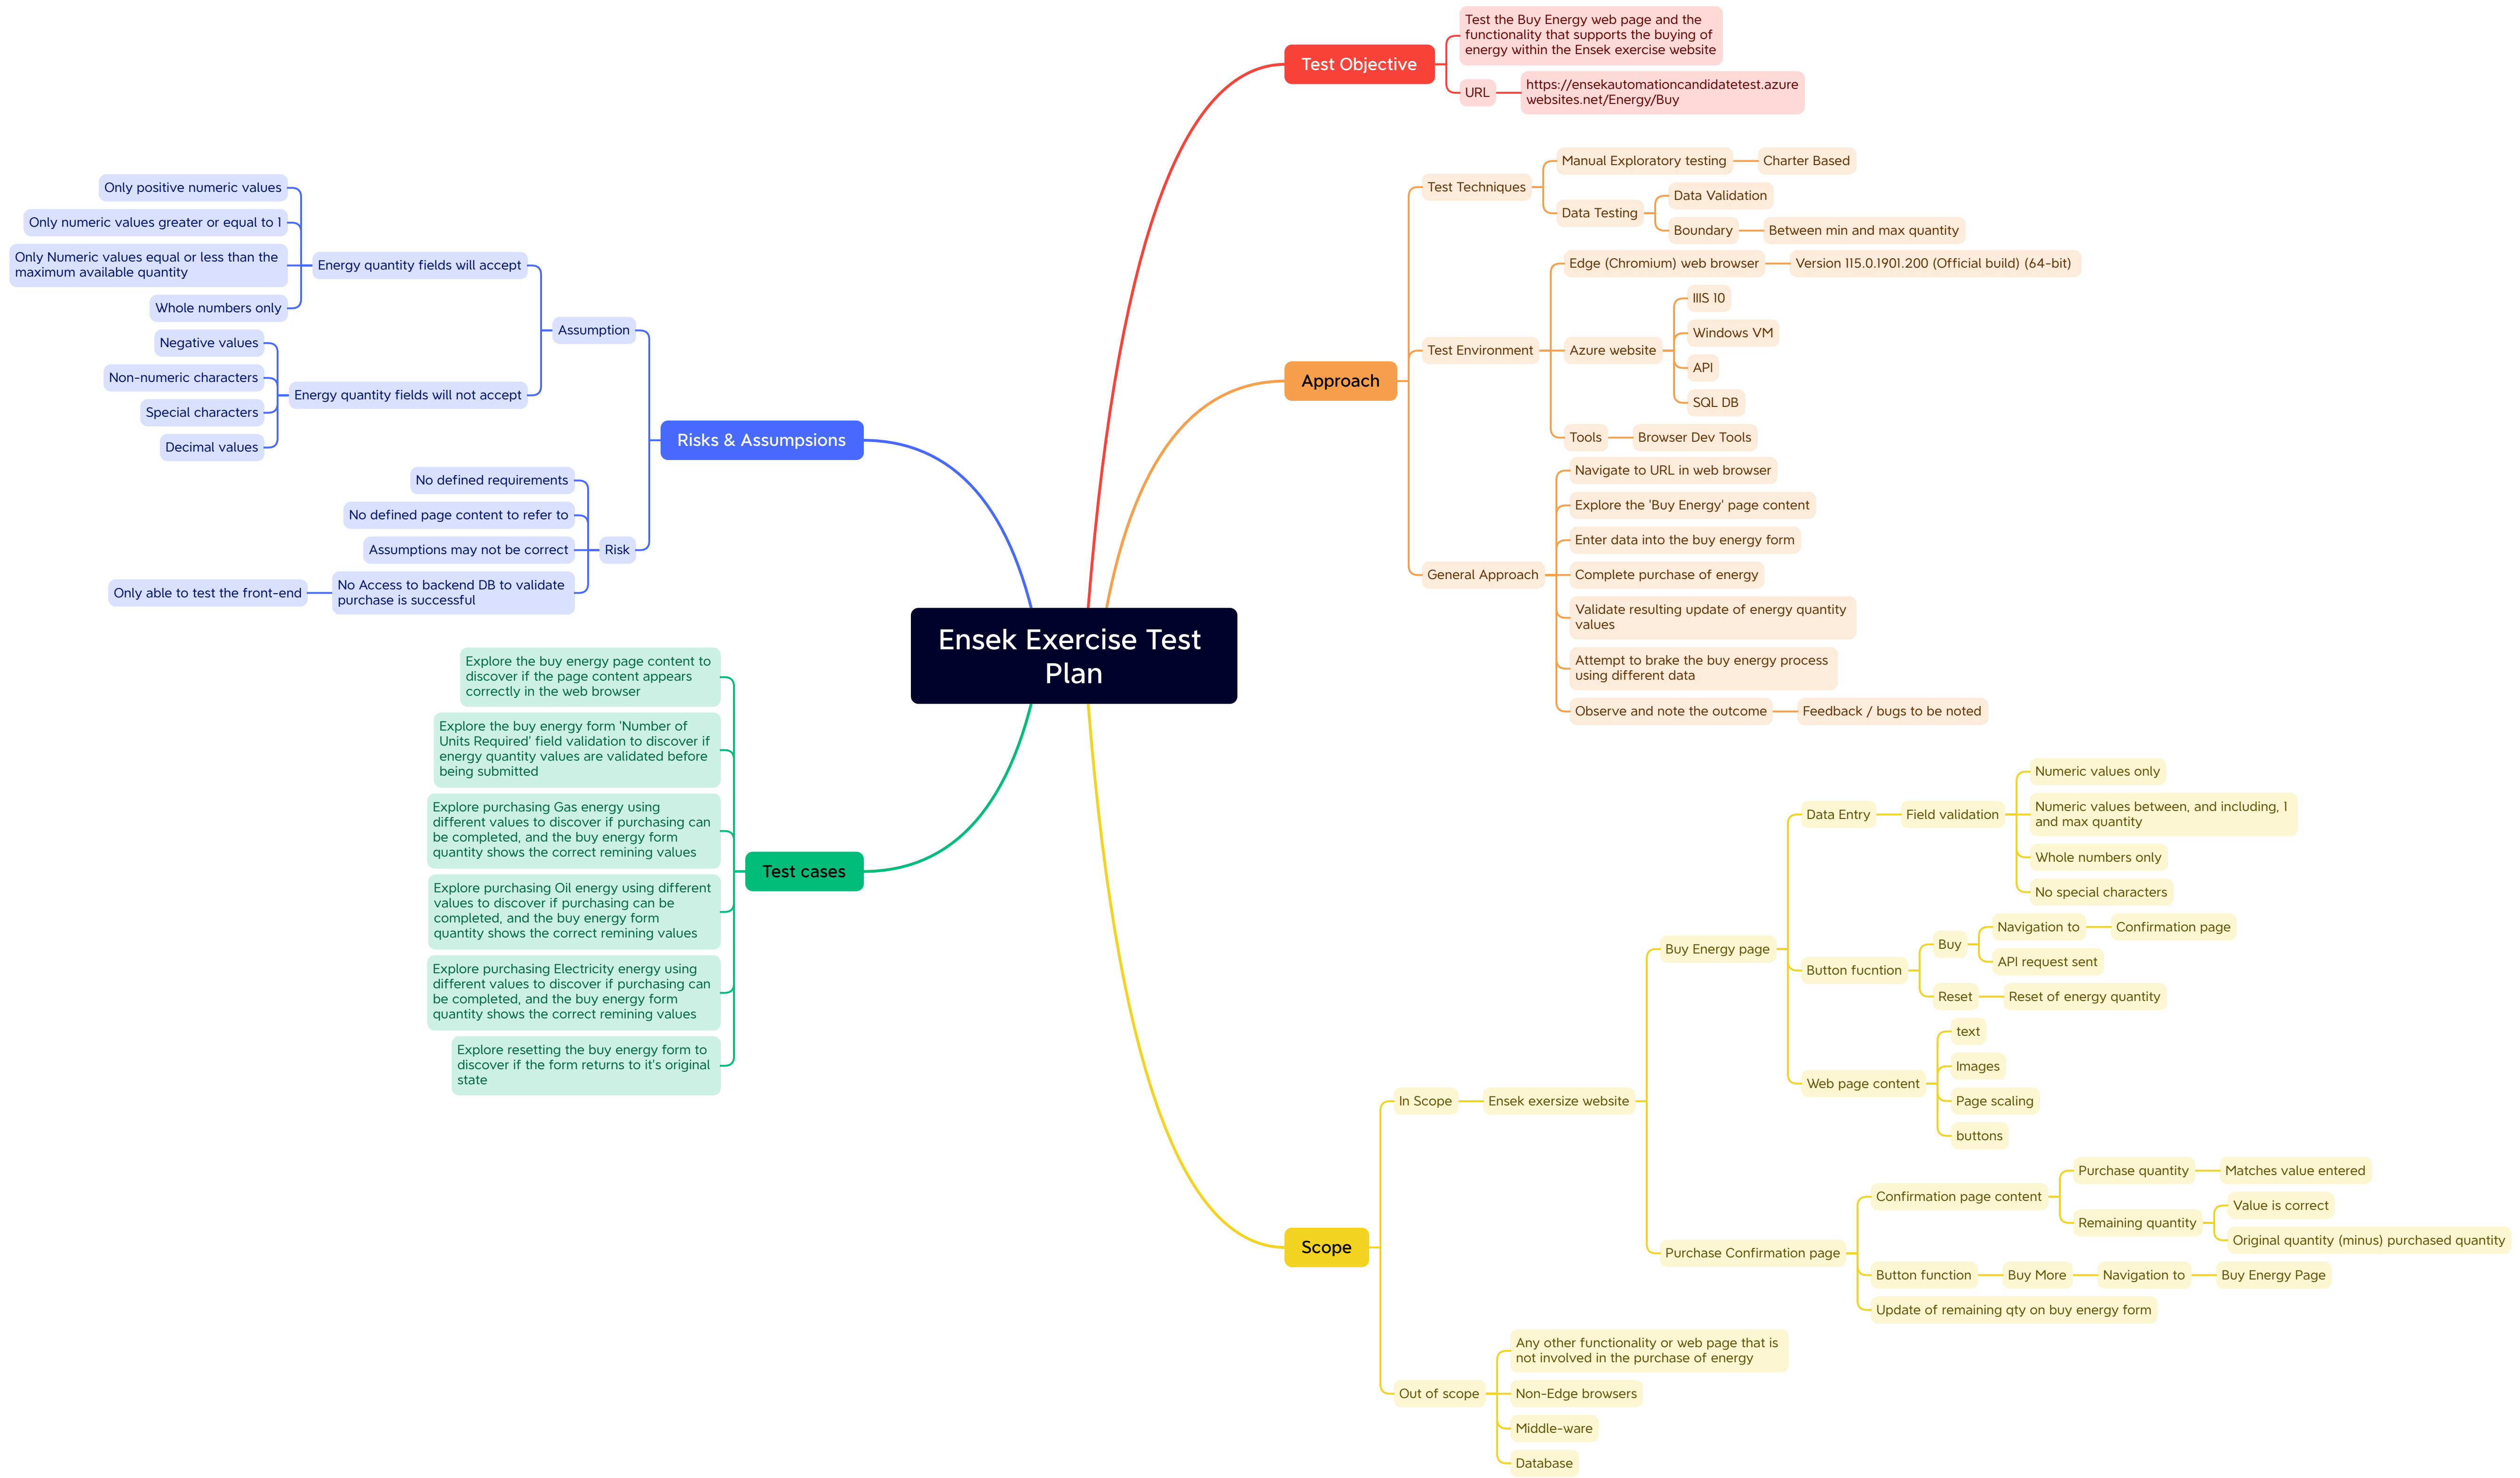 Ensek Exercise Test
Plan
Test Objective
Test the Buy Energy web page and the
functionality that supports the buying of
energy within the Ensek exercise website
URL
https://ensekautomationcandidatetest.azure
websites.net/Energy/Buy
Approach
Test Techniques
Manual Exploratory testing
Charter Based
Data Testing
Data Validation
Boundary
Between min and max quantity
Test Environment
Edge (Chromium) web browser
Version 115.0.1901.200 (Official build) (64-bit)
Azure website
IIIS 10
Windows VM
API
SQL DB
Tools
Browser Dev Tools
General Approach
Navigate to URL in web browser
Explore the 'Buy Energy' page content
Enter data into the buy energy form
Complete purchase of energy
Validate resulting update of energy quantity
values
Attempt to brake the buy energy process
using different data
Observe and note the outcome
Feedback / bugs to be noted
Scope
In Scope
Ensek exersize website
Buy Energy page
Data Entry
Field validation
Numeric values only
Numeric values between, and including, 1
and max quantity
Whole numbers only
No special characters
Button fucntion
Buy
Navigation to
Confirmation page
API request sent
Reset
Reset of energy quantity
Web page content
text
Images
Page scaling
buttons
Purchase Confirmation page
Confirmation page content
Purchase quantity
Matches value entered
Remaining quantity
Value is correct
Original quantity (minus) purchased quantity
Button function
Buy More
Navigation to
Buy Energy Page
Update of remaining qty on buy energy form
Out of scope
Any other functionality or web page that is
not involved in the purchase of energy
Non-Edge browsers
Middle-ware
Database
Risks & Assumpsions
Assumption
Energy quantity fields will accept
Only positive numeric values
Only numeric values greater or equal to 1
Only Numeric values equal or less than the
maximum available quantity
Whole numbers only
Energy quantity fields will not accept
Negative values
Non-numeric characters
Special characters
Decimal values
Risk
No defined requirements
No defined page content to refer to
Assumptions may not be correct
No Access to backend DB to validate
purchase is successful
Only able to test the front-end
Test cases
Explore the buy energy page content to
discover if the page content appears
correctly in the web browser
Explore the buy energy form 'Number of
Units Required' field validation to discover if
energy quantity values are validated before
being submitted
Explore purchasing Gas energy using
different values to discover if purchasing can
be completed, and the buy energy form
quantity shows the correct remining values
Explore purchasing Oil energy using different
values to discover if purchasing can be
completed, and the buy energy form
quantity shows the correct remining values
Explore purchasing Electricity energy using
different values to discover if purchasing can
be completed, and the buy energy form
quantity shows the correct remining values
Explore resetting the buy energy form to
discover if the form returns to it's original
state